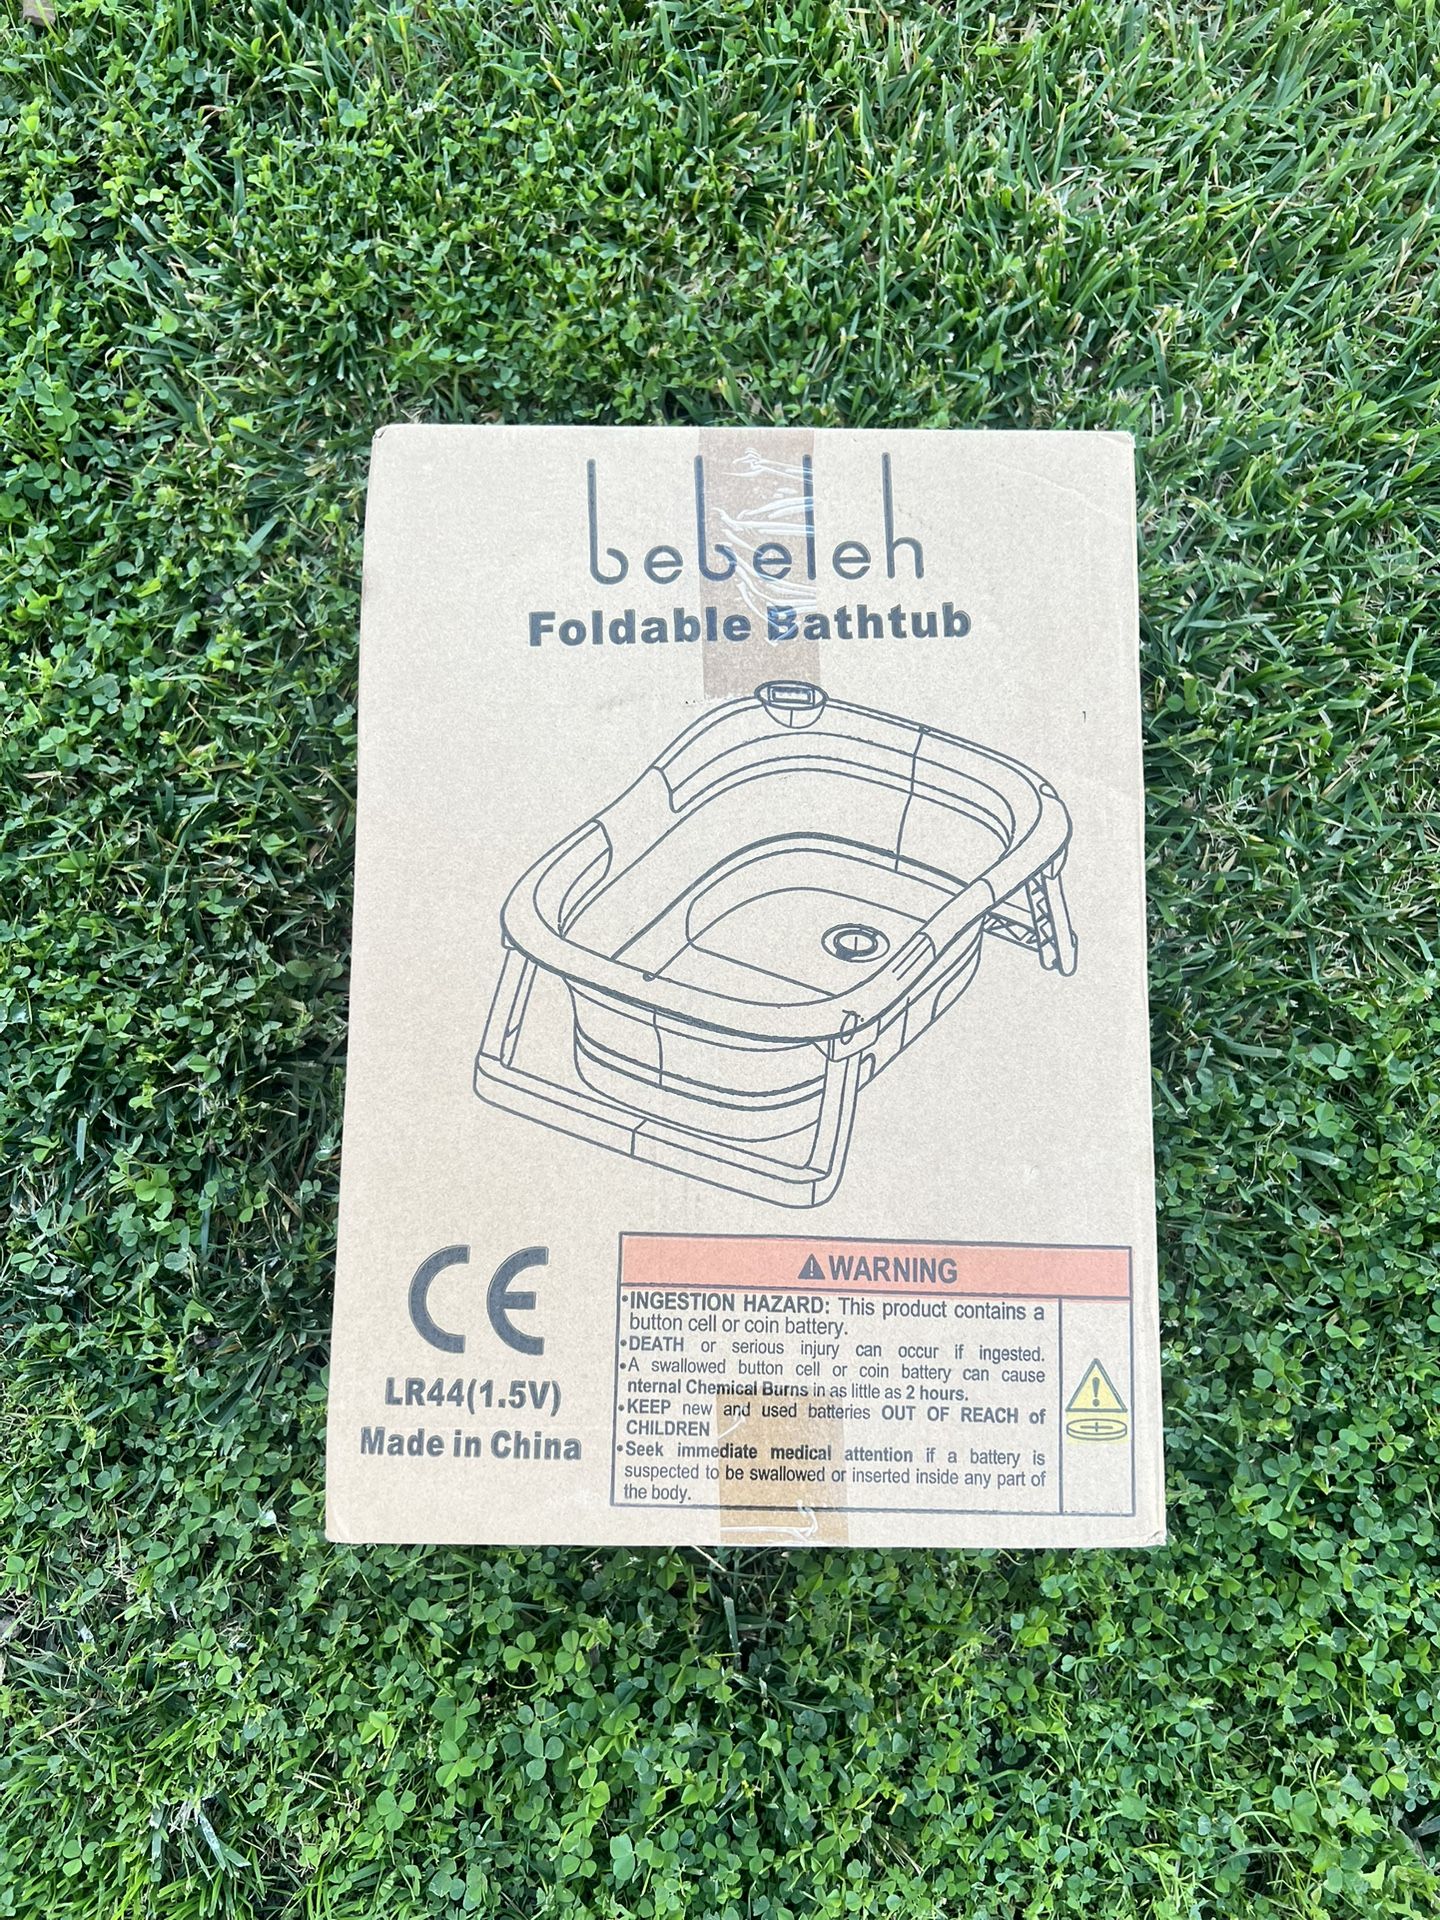 bebeleh
Foldable Bathtub
CE
LR44(1.5V)
Made in China
WARNING
•INGESTION HAZARD: This product contains a
button cell or coin battery.
•DEATH or serious injury can occur if ingested.
•A swallowed button cell or coin battery can cause
nternal Chemical Burns in as little as 2 hours.
•KEEP new and used batteries OUT OF REACH of
CHILDREN
•Seek immediate medical attention if a battery is
suspected to be swallowed or inserted inside any part of
the body.